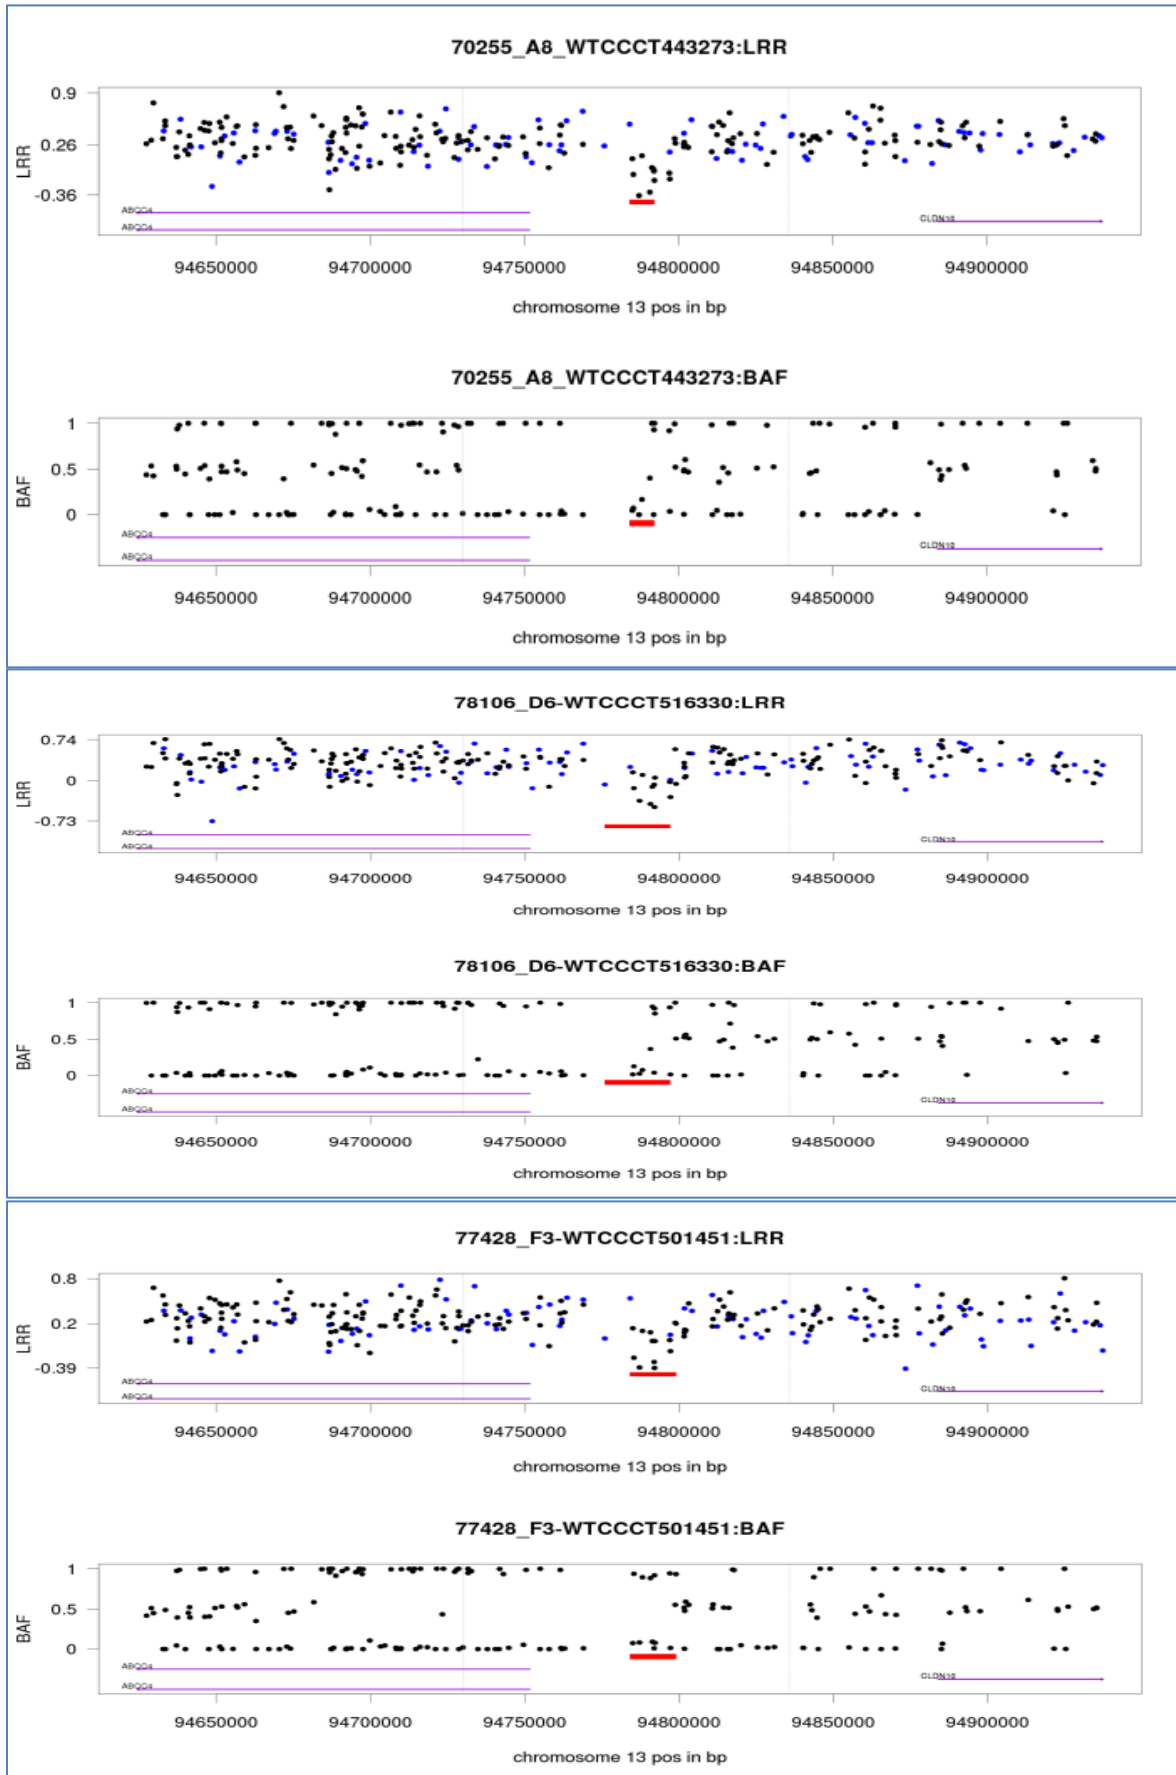 70255_A8_WTCCCT443273:LRR
0.9
0.26
-0.36
LRR
ABCC4
ABCC4
CLDN10
94650000 94700000 94750000 94800000 94850000 94900000
chromosome 13 pos in bp
70255_A8_WTCCCT443273:BAF
1
0.5
0
BAF
ABCC4
ABCC4
CLDN10
94650000 94700000 94750000 94800000 94850000 94900000
chromosome 13 pos in bp
78106_D6-WTCCCT516330:LRR
0.74
0
-0.73
LRR
ABCC4
ABCC4
CLDN10
94650000 94700000 94750000 94800000 94850000 94900000
chromosome 13 pos in bp
78106_D6-WTCCCT516330:BAF
1
0.5
0
BAF
ABCC4
ABCC4
CLDN10
94650000 94700000 94750000 94800000 94850000 94900000
chromosome 13 pos in bp
77428_F3-WTCCCT501451:LRR
0.8
0.2
-0.39
LRR
ABCC4
ABCC4
CLDN10
94650000 94700000 94750000 94800000 94850000 94900000
chromosome 13 pos in bp
77428_F3-WTCCCT501451:BAF
1
0.5
0
BAF
ABCC4
ABCC4
CLDN10
94650000 94700000 94750000 94800000 94850000 94900000
chromosome 13 pos in bp